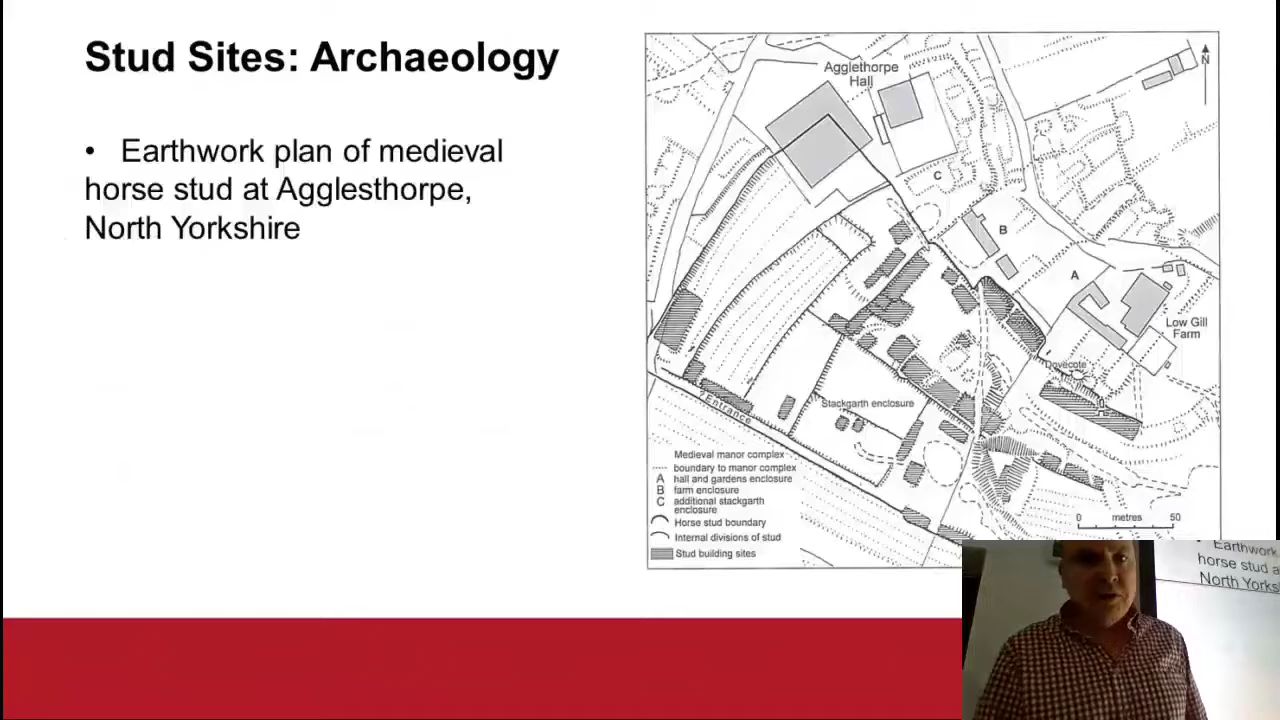 Stud Sites: Archaeology
• Earthwork plan of medieval
horse stud at Agglesthorpe,
North Yorkshire
Agglethorpe
Hall
N
C
B
A
Low Gill
Farm
Dovecote
Stackgarth enclosure
?Entrance
Medieval manor complex
boundary to manor complex
A hall and gardens enclosure
B farm enclosure
C additional stackgarth
enclosure
Horse stud boundary
Internal divisions of stud
Stud building sites
0 metres 50
Earthwork
horse stud a
North Yorks